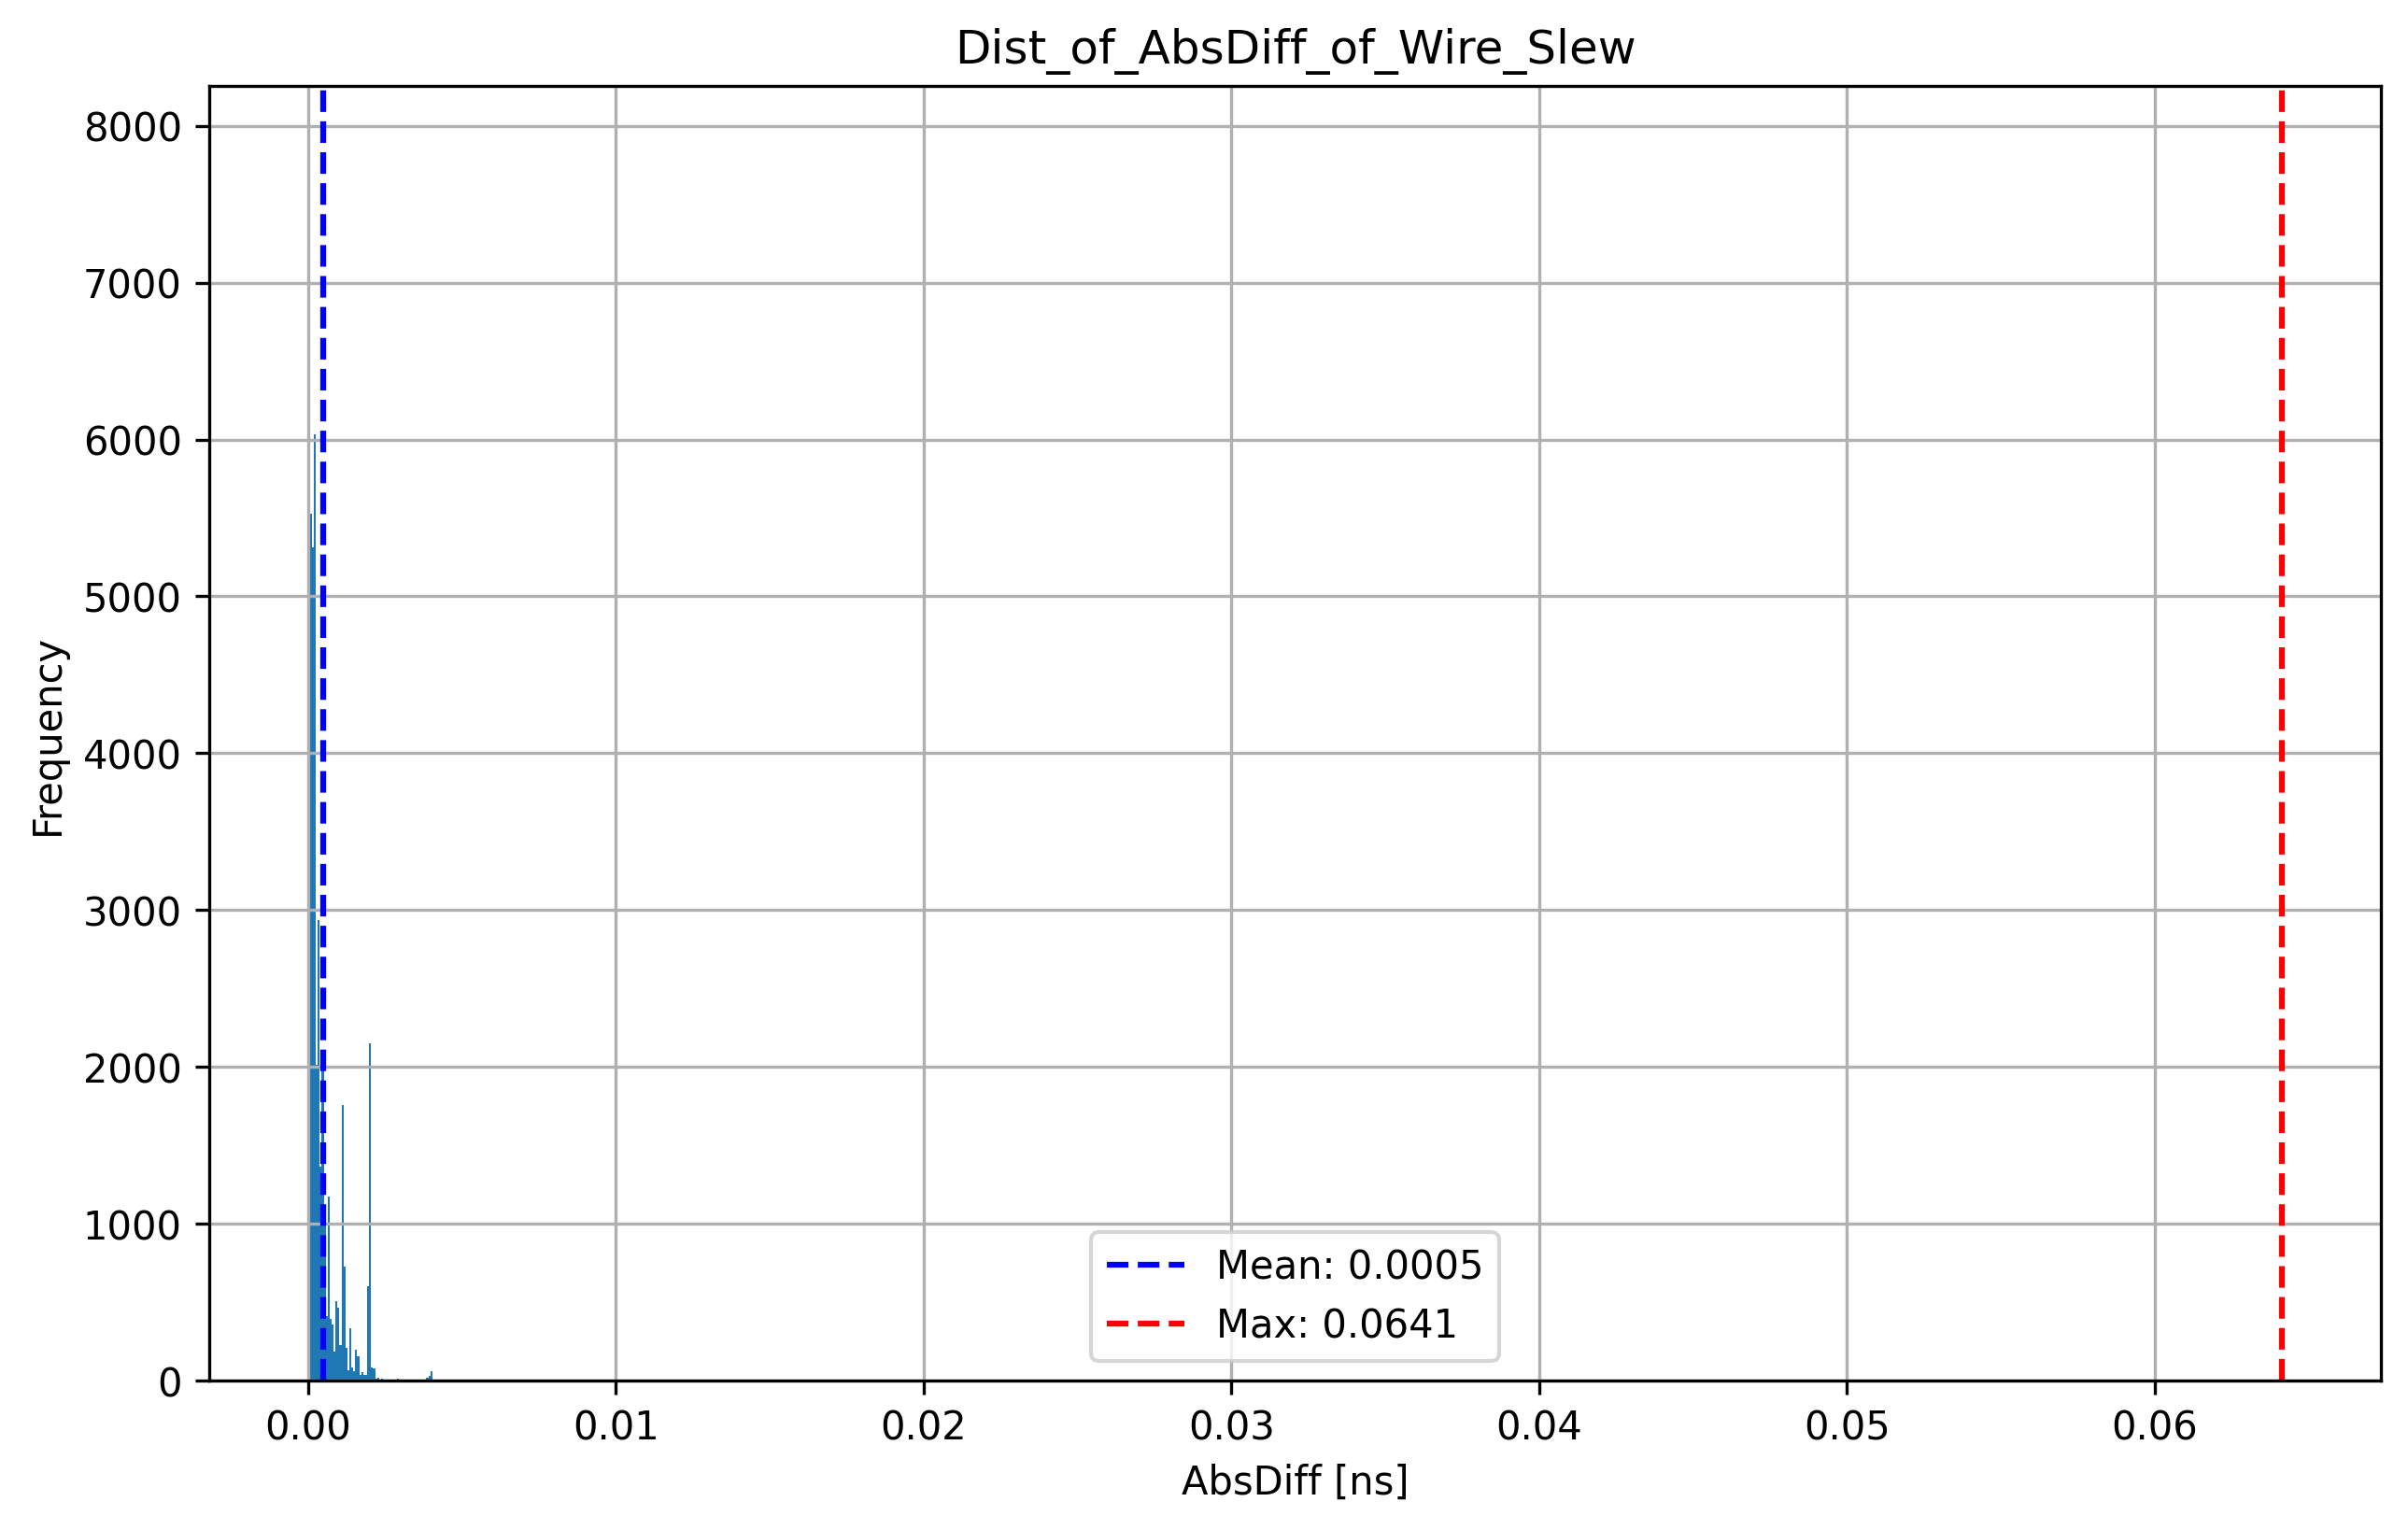 Dist_of_AbsDiff_of_Wire_Slew
8000
7000
6000
5000
4000
3000
2000
1000
0
Frequency
Mean: 0.0005
Max: 0.0641
0.00 0.01 0.02 0.03 0.04 0.05 0.06
AbsDiff [ns]